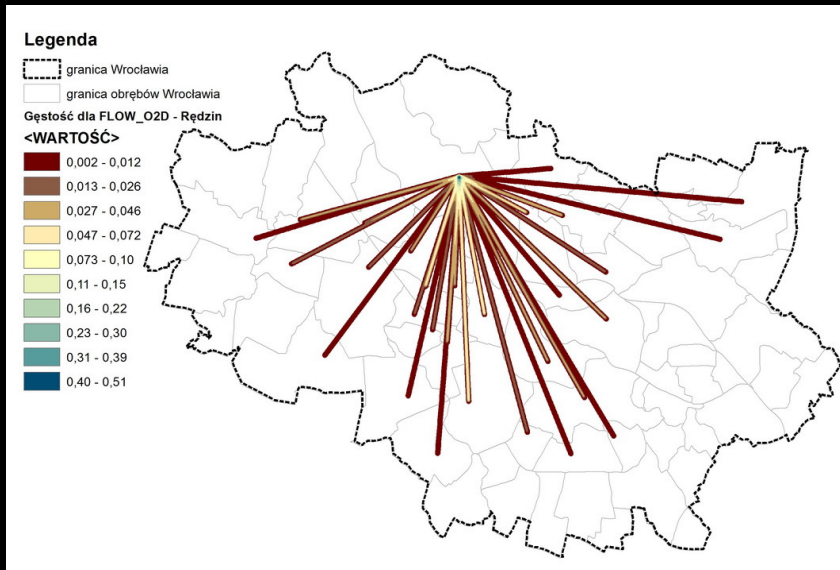 Legenda
granica Wrocławia
granica obrębów Wrocławia
Gęstość dla FLOW_O2D - Rędzin
<WARTOŚĆ>
0,002 - 0,012
0,013 - 0,026
0,027 - 0,046
0,047 - 0,072
0,073 - 0,10
0,11 - 0,15
0,16 - 0,22
0,23 - 0,30
0,31 - 0,39
0,40 - 0,51